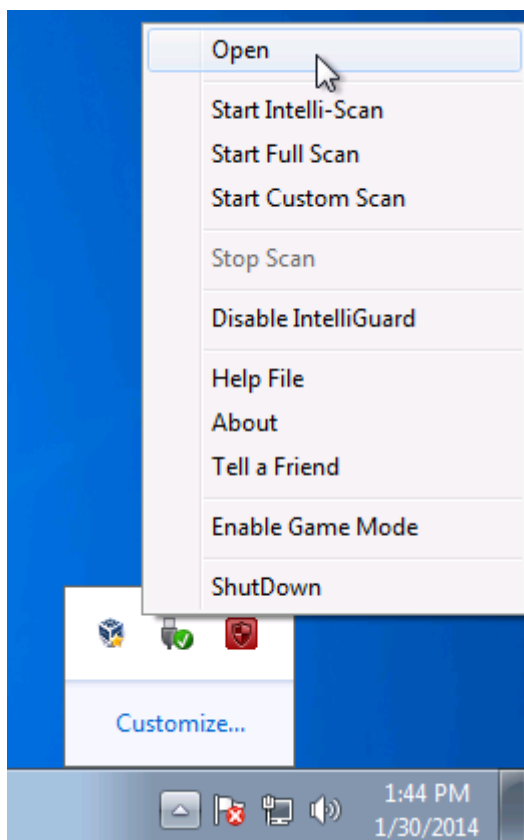 Open
Start Intelli-Scan
Start Full Scan
Start Custom Scan
Stop Scan
Disable IntelliGuard
Help File
About
Tell a Friend
Enable Game Mode
ShutDown
Customize...
1:44 PM
1/30/2014